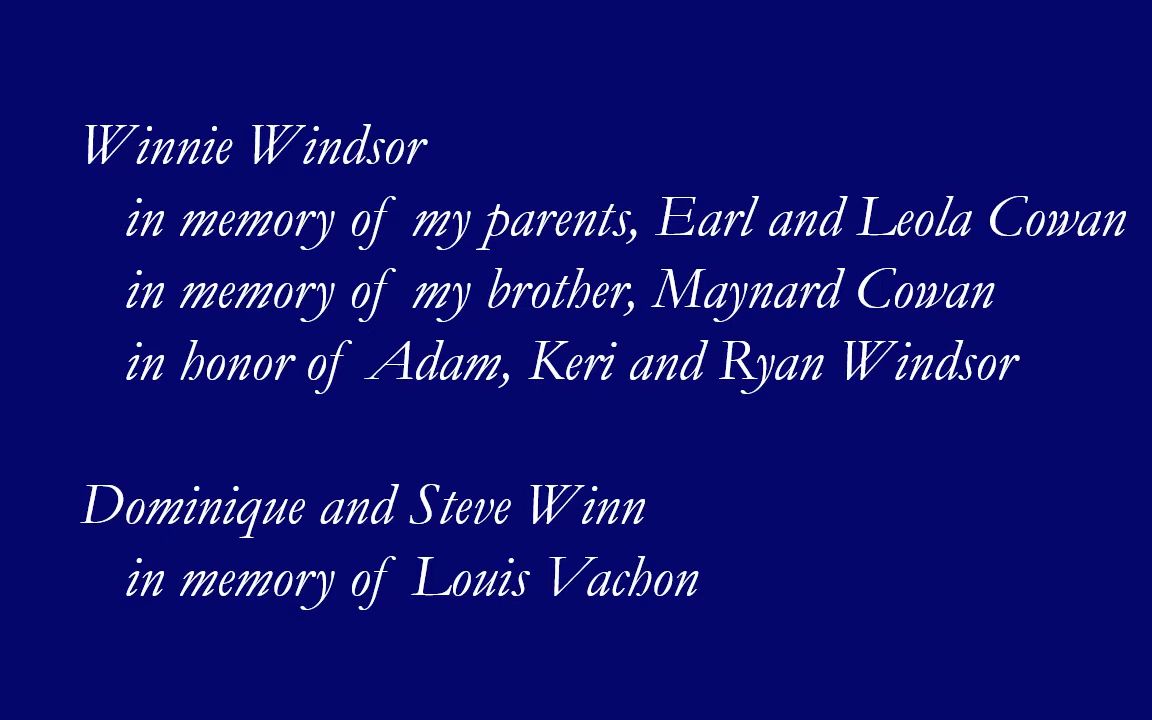 Winnie Windsor
in memory of my parents, Earl and Leola Cowan
in memory of my brother, Maynard Cowan
in honor of Adam, Keri and Ryan Windsor
Dominique and Steve Winn
in memory of Louis Vachon